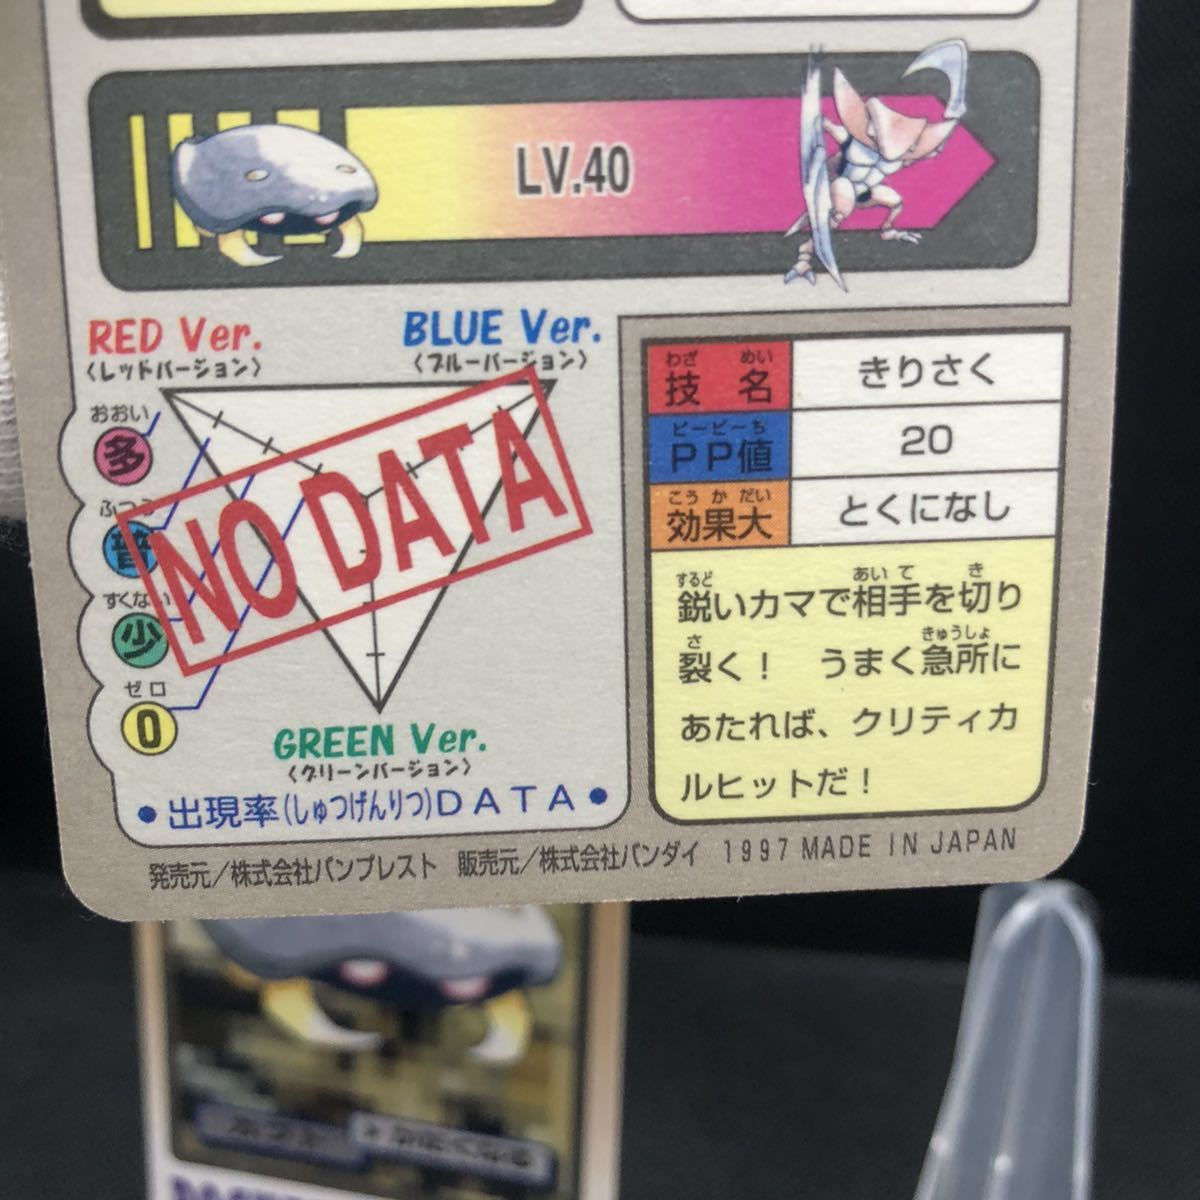 LV.40
RED Ver.
〈レッドバージョン〉
BLUE Ver.
〈ブルーバージョン〉
おおい
多
ふつう
普
すくない
少
ゼロ
0
NO DATA
GREEN Ver.
〈グリーンバージョン〉
●出現率(しゅつげんりつ)DATA●
わざ めい
技名
きりさく
ピーピーち
PP値
20
こうかだい
効果大
とくになし
するど あいて き
鋭いカマで相手を切り
さ きゅうしょ
裂く! うまく急所に
あたれば、クリティカ
ルヒットだ!
発売元/株式会社バンプレスト 販売元/株式会社バンダイ 1997 MADE IN JAPAN